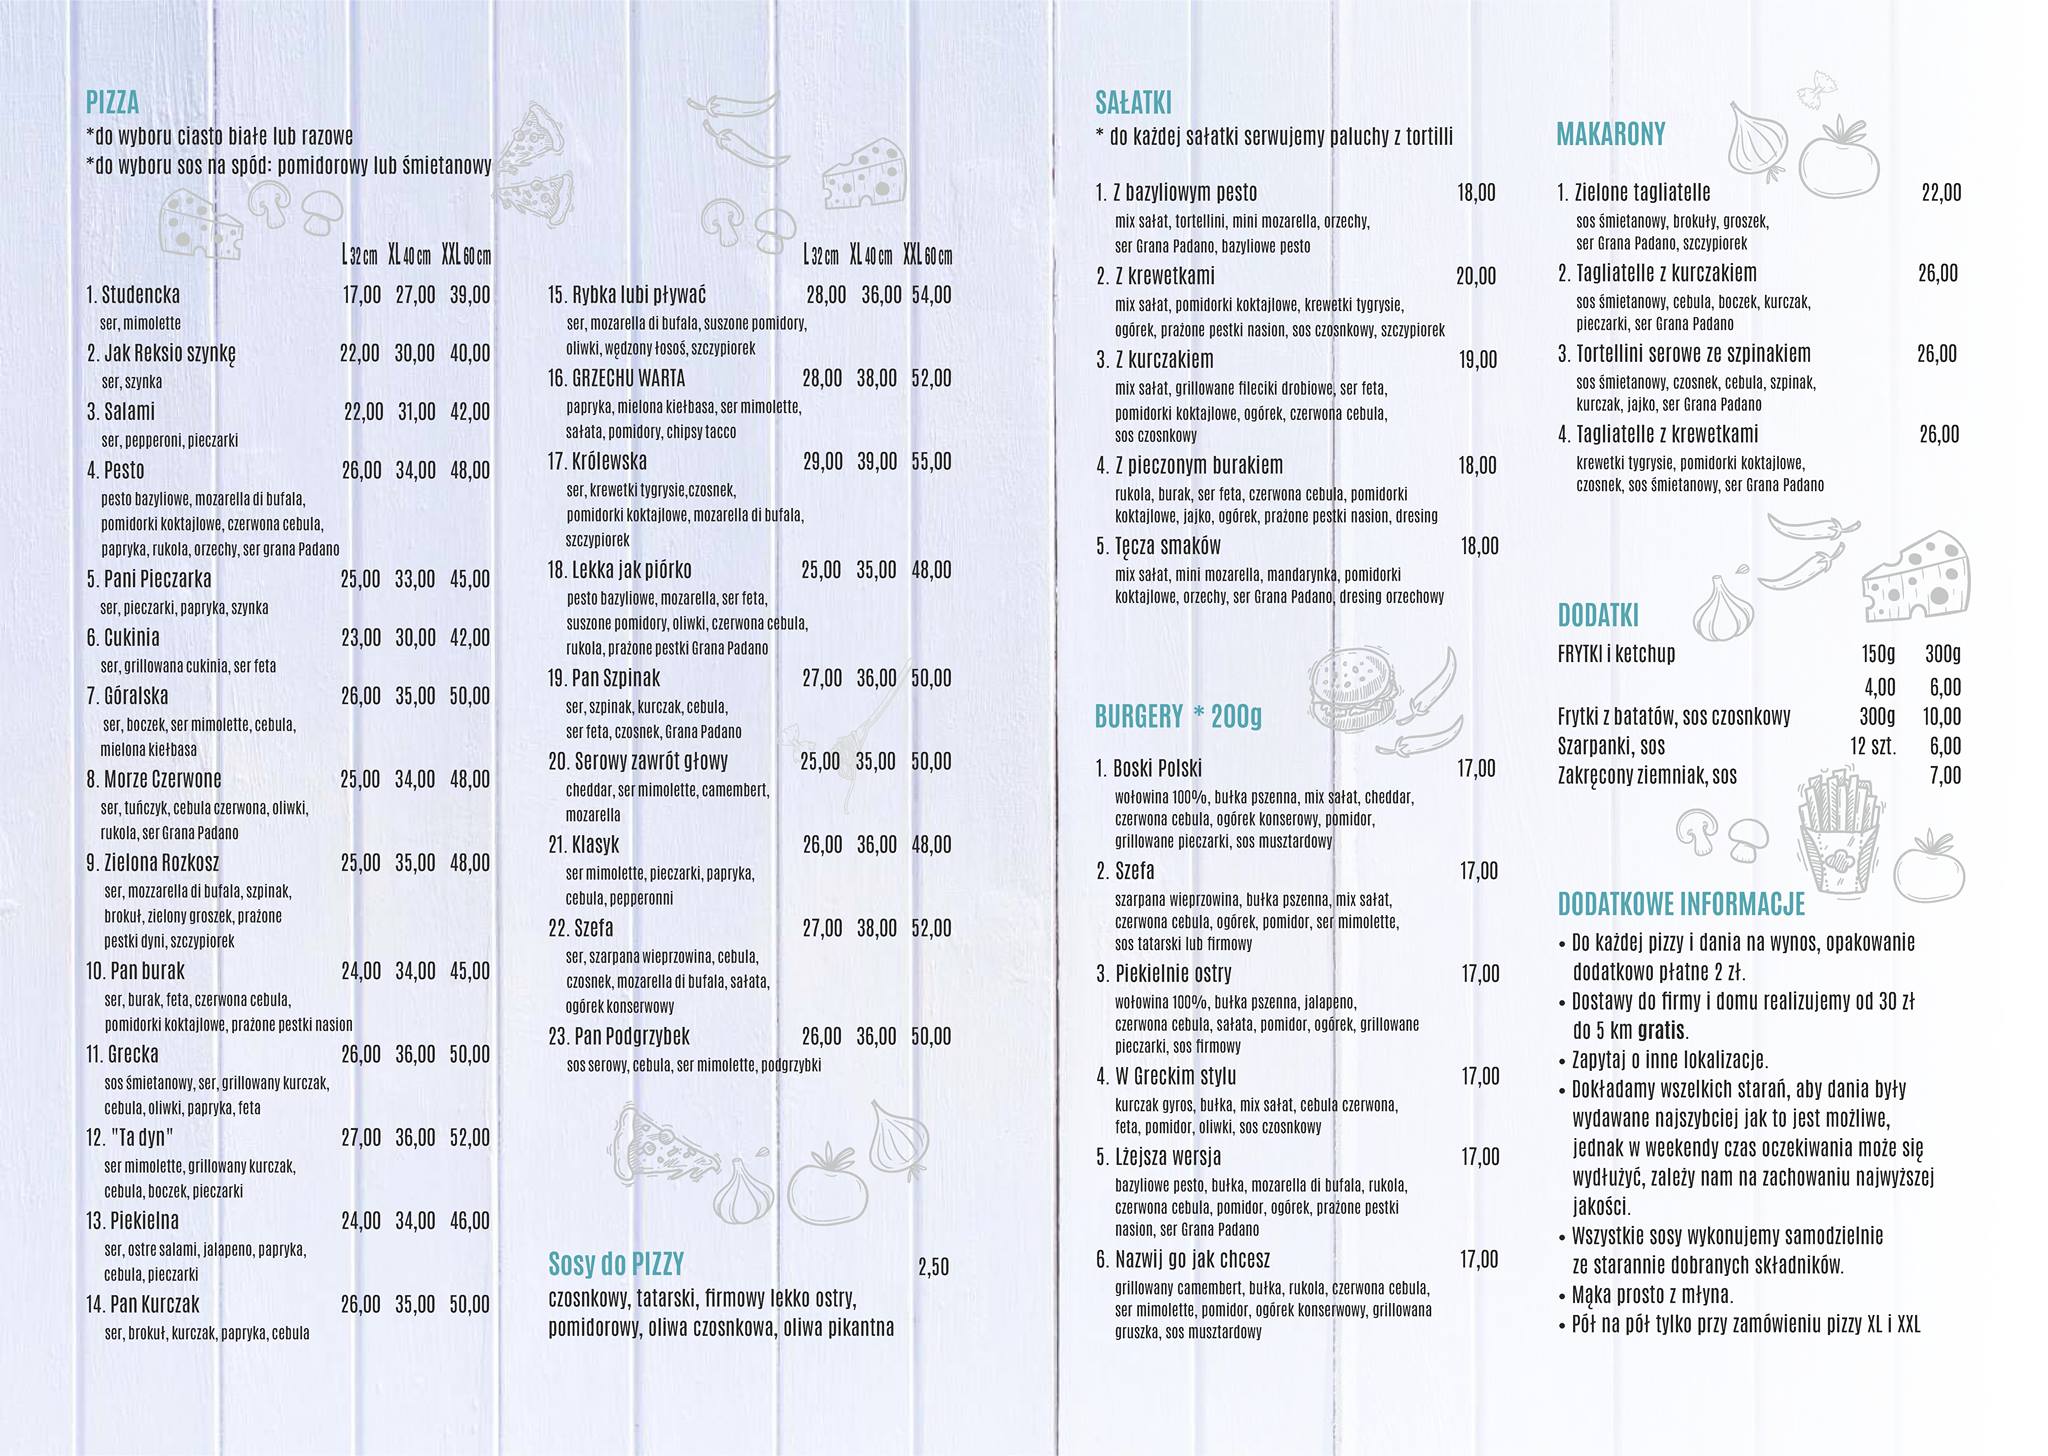 PIZZA
*do wyboru ciasto białe lub razowe
*do wyboru sos na spód: pomidorowy lub śmietanowy
L 32 cm XL 40 cm XXL 60 cm
1. Studencka 17,00 27,00 39,00
ser, mimolette
2. Jak Reksio szynkę 22,00 30,00 40,00
ser, szynka
3. Salami 22,00 31,00 42,00
ser, pepperoni, pieczarki
4. Pesto 26,00 34,00 48,00
pesto bazyliowe, mozarella di bufala,
pomidorki koktajlowe, czerwona cebula,
papryka, rukola, orzechy, ser grana Padano
5. Pani Pieczarka 25,00 33,00 45,00
ser, pieczarki, papryka, szynka
6. Cukinia 23,00 30,00 42,00
ser, grillowana cukinia, ser feta
7. Góralska 26,00 35,00 50,00
ser, boczek, ser mimolette, cebula,
mielona kiełbasa
8. Morze Czerwone 25,00 34,00 48,00
ser, tuńczyk, cebula czerwona, oliwki,
rukola, ser Grana Padano
9. Zielona Rozkosz 25,00 35,00 48,00
ser, mozzarella di bufala, szpinak,
brokuł, zielony groszek, prażone
pestki dyni, szczypiorek
10. Pan burak 24,00 34,00 45,00
ser, burak, feta, czerwona cebula,
pomidorki koktajlowe, prażone pestki nasion
11. Grecka 26,00 36,00 50,00
sos śmietanowy, ser, grillowany kurczak,
cebula, oliwki, papryka, feta
12. "Ta dyn" 27,00 36,00 52,00
ser mimolette, grillowany kurczak,
cebula, boczek, pieczarki
13. Piekielna 24,00 34,00 46,00
ser, ostre salami, jalapeno, papryka,
cebula, pieczarki
14. Pan Kurczak 26,00 35,00 50,00
ser, brokuł, kurczak, papryka, cebula
L 32 cm XL 40 cm XXL 60 cm
15. Rybka lubi pływać 28,00 36,00 54,00
ser, mozarella di bufala, suszone pomidory,
oliwki, wędzony łosoś, szczypiorek
16. GRZECHU WARTA 28,00 38,00 52,00
papryka, mielona kiełbasa, ser mimolette,
sałata, pomidory, chipsy tacco
17. Królewska 29,00 39,00 55,00
ser, krewetki tygrysie,czosnek,
pomidorki koktajlowe, mozarella di bufala,
szczypiorek
18. Lekka jak piórko 25,00 35,00 48,00
pesto bazyliowe, mozarella, ser feta,
suszone pomidory, oliwki, czerwona cebula,
rukola, prażone pestki Grana Padano
19. Pan Szpinak 27,00 36,00 50,00
ser, szpinak, kurczak, cebula,
ser feta, czosnek, Grana Padano
20. Serowy zawrót głowy 25,00 35,00 50,00
cheddar, ser mimolette, camembert,
mozarella
21. Klasyk 26,00 36,00 48,00
ser mimolette, pieczarki, papryka,
cebula, pepperonni
22. Szefa 27,00 38,00 52,00
ser, szarpana wieprzowina, cebula,
czosnek, mozarella di bufala, sałata,
ogórek konserwowy
23. Pan Podgrzybek 26,00 36,00 50,00
sos serowy, cebula, ser mimolette, podgrzybki
Sosy do PIZZY 2,50
czosnkowy, tatarski, firmowy lekko ostry,
pomidorowy, oliwa czosnkowa, oliwa pikantna
SAŁATKI
* do każdej sałatki serwujemy paluchy z tortilli
1. Z bazyliowym pesto 18,00
mix sałat, tortellini, mini mozarella, orzechy,
ser Grana Padano, bazyliowe pesto
2. Z krewetkami 20,00
mix sałat, pomidorki koktajlowe, krewetki tygrysie,
ogórek, prażone pestki nasion, sos czosnkowy, szczypiorek
3. Z kurczakiem 19,00
mix sałat, grillowane fileciki drobiowe, ser feta,
pomidorki koktajlowe, ogórek, czerwona cebula,
sos czosnkowy
4. Z pieczonym burakiem 18,00
rukola, burak, ser feta, czerwona cebula, pomidorki
koktajlowe, jajko, ogórek, prażone pestki nasion, dresing
5. Tęcza smaków 18,00
mix sałat, mini mozarella, mandarynka, pomidorki
koktajlowe, orzechy, ser Grana Padano, dresing orzechowy
BURGERY * 200g
1. Boski Polski 17,00
wołowina 100%, bułka pszenna, mix sałat, cheddar,
czerwona cebula, ogórek konserowy, pomidor,
grillowane pieczarki, sos musztardowy
2. Szefa 17,00
szarpana wieprzowina, bułka pszenna, mix sałat,
czerwona cebula, ogórek, pomidor, ser mimolette,
sos tatarski lub firmowy
3. Piekielnie ostry 17,00
wołowina 100%, bułka pszenna, jalapeno,
czerwona cebula, sałata, pomidor, ogórek, grillowane
pieczarki, sos firmowy
4. W Greckim stylu 17,00
kurczak gyros, bułka, mix sałat, cebula czerwona,
feta, pomidor, oliwki, sos czosnkowy
5. Lżejsza wersja 17,00
bazyliowe pesto, bułka, mozarella di bufala, rukola,
czerwona cebula, pomidor, ogórek, prażone pestki
nasion, ser Grana Padano
6. Nazwij go jak chcesz 17,00
grillowany camembert, bułka, rukola, czerwona cebula,
ser mimolette, pomidor, ogórek konserwowy, grillowana
gruszka, sos musztardowy
MAKARONY
1. Zielone tagliatelle 22,00
sos śmietanowy, brokuły, groszek,
ser Grana Padano, szczypiorek
2. Tagliatelle z kurczakiem 26,00
sos śmietanowy, cebula, boczek, kurczak,
pieczarki, ser Grana Padano
3. Tortellini serowe ze szpinakiem 26,00
sos śmietanowy, czosnek, cebula, szpinak,
kurczak, jajko, ser Grana Padano
4. Tagliatelle z krewetkami 26,00
krewetki tygrysie, pomidorki koktajlowe,
czosnek, sos śmietanowy, ser Grana Padano
DODATKI
FRYTKI i ketchup 150g 300g
4,00 6,00
Frytki z batatów, sos czosnkowy 300g 10,00
Szarpanki, sos 12 szt. 6,00
Zakręcony ziemniak, sos 7,00
DODATKOWE INFORMACJE
• Do każdej pizzy i dania na wynos, opakowanie
dodatkowo płatne 2 zł.
• Dostawy do firmy i domu realizujemy od 30 zł
do 5 km gratis.
• Zapytaj o inne lokalizacje.
• Dokładamy wszelkich starań, aby dania były
wydawane najszybciej jak to jest możliwe,
jednak w weekendy czas oczekiwania może się
wydłużyć, zależy nam na zachowaniu najwyższej
jakości.
• Wszystkie sosy wykonujemy samodzielnie
ze starannie dobranych składników.
• Mąka prosto z młyna.
• Pół na pół tylko przy zamówieniu pizzy XL i XXL